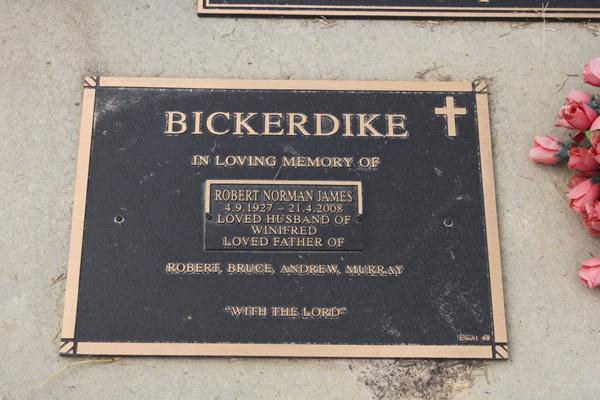 BICKERDIKE
IN LOVING MEMORY OF
ROBERT NORMAN JAMES
4.9.1927 – 21.4.2008
LOVED HUSBAND OF
WINIFRED
LOVED FATHER OF
ROBERT, BRUCE, ANDREW, MURRAY
"WITH THE LORD"